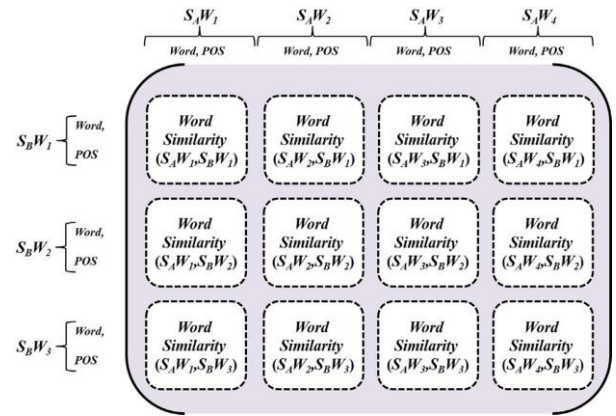 S_AW_1 S_AW_2 S_AW_3 S_AW_4
Word, POS Word, POS Word, POS Word, POS
S_BW_1 Word, POS
Word Similarity (S_AW_1,S_BW_1)
Word Similarity (S_AW_2,S_BW_1)
Word Similarity (S_AW_3,S_BW_1)
Word Similarity (S_AW_4,S_BW_1)
S_BW_2 Word, POS
Word Similarity (S_AW_1,S_BW_2)
Word Similarity (S_AW_2,S_BW_2)
Word Similarity (S_AW_3,S_BW_2)
Word Similarity (S_AW_4,S_BW_2)
S_BW_3 Word, POS
Word Similarity (S_AW_1,S_BW_3)
Word Similarity (S_AW_2,S_BW_3)
Word Similarity (S_AW_3,S_BW_3)
Word Similarity (S_AW_4,S_BW_3)